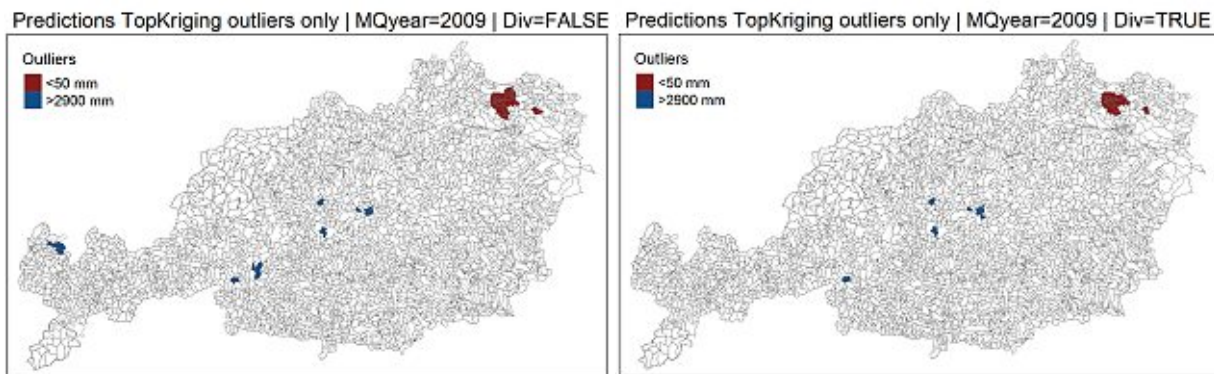 Predictions TopKriging outliers only | MQyear=2009 | Div=FALSE
Outliers
<50 mm
>2900 mm
Predictions TopKriging outliers only | MQyear=2009 | Div=TRUE
Outliers
<50 mm
>2900 mm